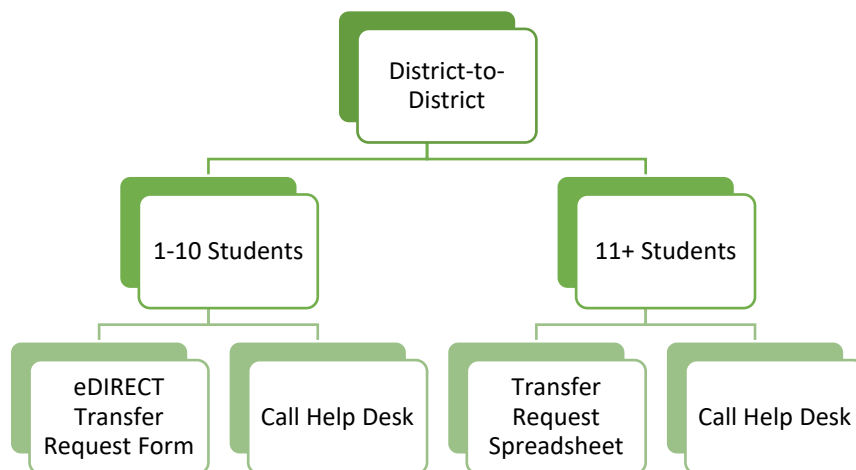 District-to-
District
1-10 Students
11+ Students
eDIRECT
Transfer
Request Form
Call Help Desk
Transfer
Request
Spreadsheet
Call Help Desk